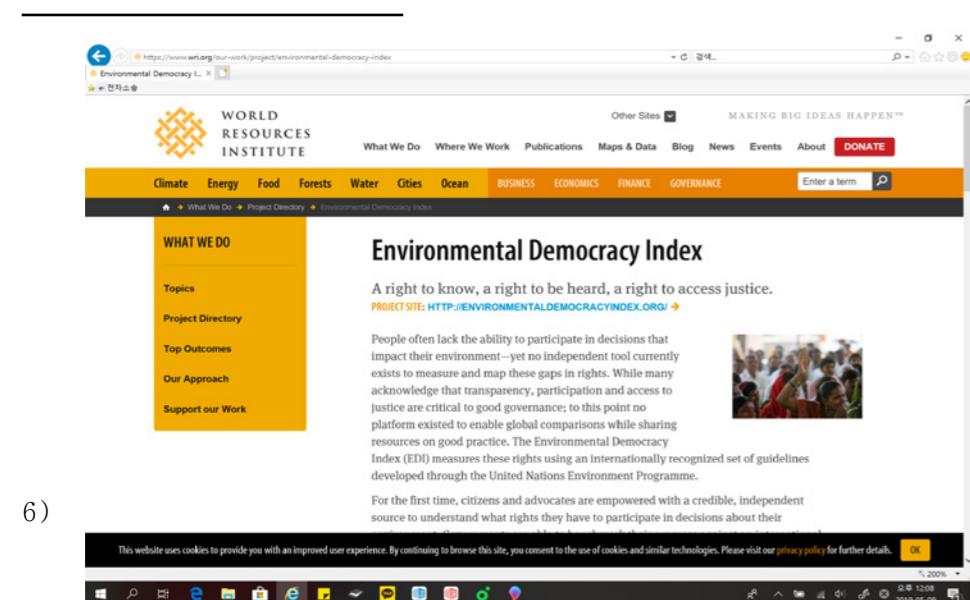 https://www.wri.org/our-work/project/environmental-democracy-index
검색...
Environmental Democracy I...
전자소송
WORLD
RESOURCES
INSTITUTE
Other Sites
MAKING BIG IDEAS HAPPEN™
What We Do Where We Work Publications Maps & Data Blog News Events About DONATE
Climate Energy Food Forests Water Cities Ocean BUSINESS ECONOMICS FINANCE GOVERNANCE Enter a term
What We Do Project Directory Environmental Democracy Index
WHAT WE DO
Topics
Project Directory
Top Outcomes
Our Approach
Support our Work
Environmental Democracy Index
A right to know, a right to be heard, a right to access justice.
PROJECT SITE: HTTP://ENVIRONMENTALDEMOCRACYINDEX.ORG/
People often lack the ability to participate in decisions that
impact their environment—yet no independent tool currently
exists to measure and map these gaps in rights. While many
acknowledge that transparency, participation and access to
justice are critical to good governance; to this point no
platform existed to enable global comparisons while sharing
resources on good practice. The Environmental Democracy
Index (EDI) measures these rights using an internationally recognized set of guidelines
developed through the United Nations Environment Programme.
For the first time, citizens and advocates are empowered with a credible, independent
source to understand what rights they have to participate in decisions about their
6)
This website uses cookies to provide you with an improved user experience. By continuing to browse this site, you consent to the use of cookies and similar technologies. Please visit our privacy policy for further details. OK
200%
오후 12:08